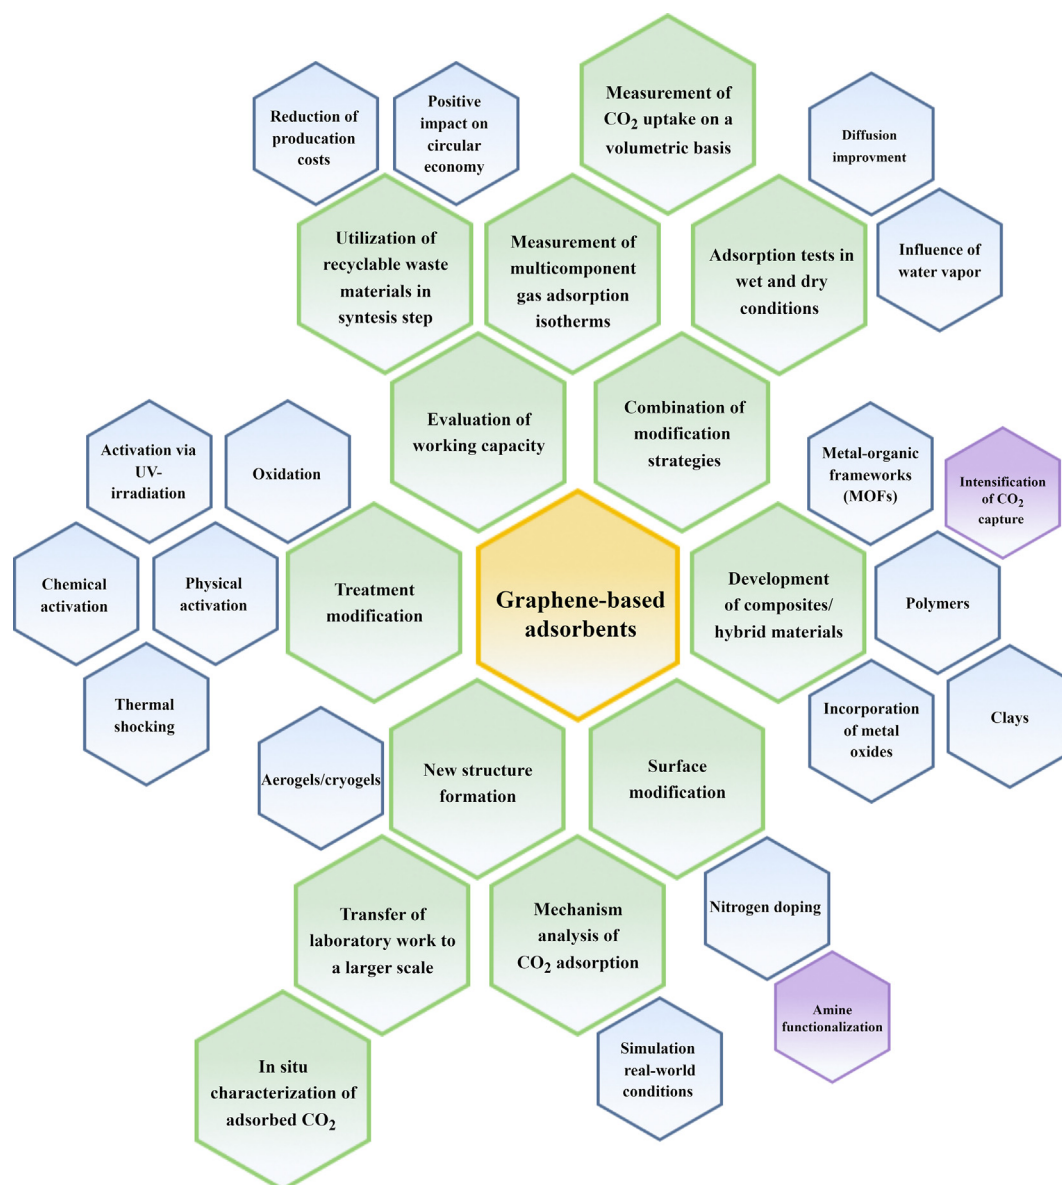 Measurement of
CO2 uptake on a
volumetric basis
Reduction of
producation
costs
Positive
impact on
circular
economy
Diffusion
improvment
Utilization of
recyclable waste
materials in
syntesis step
Measurement of
multicomponent
gas adsorption
isotherms
Adsorption tests in
wet and dry
conditions
Influence of
water vapor
Evaluation of
working capacity
Combination of
modification
strategies
Activation via
UV-
irradiation
Oxidation
Metal-organic
frameworks
(MOFs)
Intensification
of CO2
capture
Chemical
activation
Physical
activation
Treatment
modification
Graphene-based
adsorbents
Development
of composites/
hybrid materials
Polymers
Thermal
shocking
Incorporation
of metal
oxides
Clays
Aerogels/cryogels
New structure
formation
Surface
modification
Nitrogen doping
Transfer of
laboratory work to
a larger scale
Mechanism
analysis of
CO2 adsorption
Amine
functionalization
Simulation
real-world
conditions
In situ
characterization of
adsorbed CO2